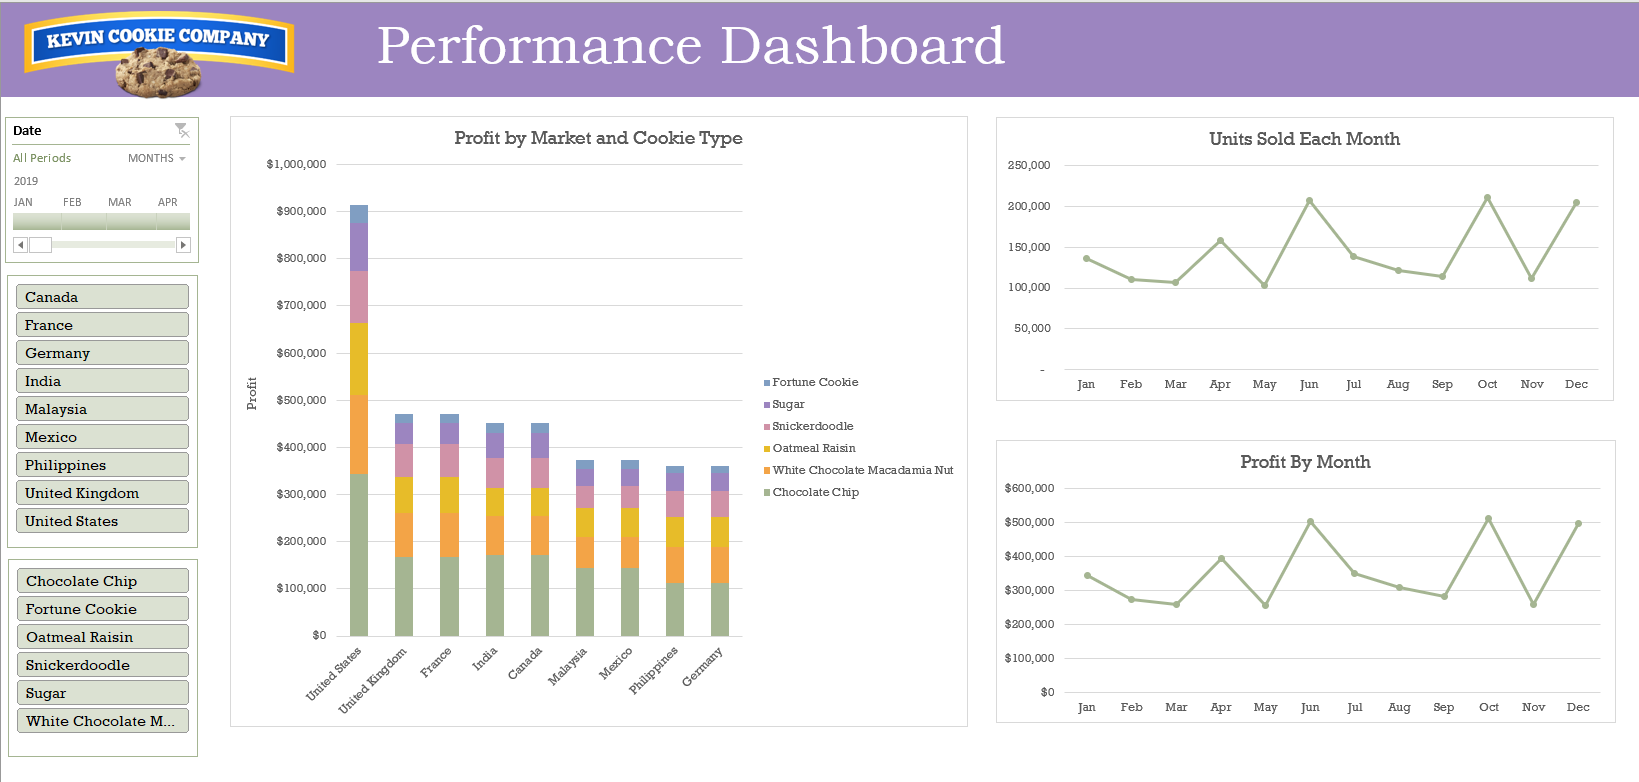 KEVIN COOKIE COMPANY
Performance Dashboard
Date
All Periods MONTHS
2019
JAN FEB MAR APR
Canada
France
Germany
India
Malaysia
Mexico
Philippines
United Kingdom
United States
Chocolate Chip
Fortune Cookie
Oatmeal Raisin
Snickerdoodle
Sugar
White Chocolate M...
Profit by Market and Cookie Type
$1,000,000
$900,000
$800,000
$700,000
$600,000
$500,000
$400,000
$300,000
$200,000
$100,000
$0
Profit
United States United Kingdom France India Canada Malaysia Mexico Philippines Germany
Fortune Cookie
Sugar
Snickerdoodle
Oatmeal Raisin
White Chocolate Macadamia Nut
Chocolate Chip
Units Sold Each Month
250,000
200,000
150,000
100,000
50,000
-
Jan Feb Mar Apr May Jun Jul Aug Sep Oct Nov Dec
Profit By Month
$600,000
$500,000
$400,000
$300,000
$200,000
$100,000
$0
Jan Feb Mar Apr May Jun Jul Aug Sep Oct Nov Dec